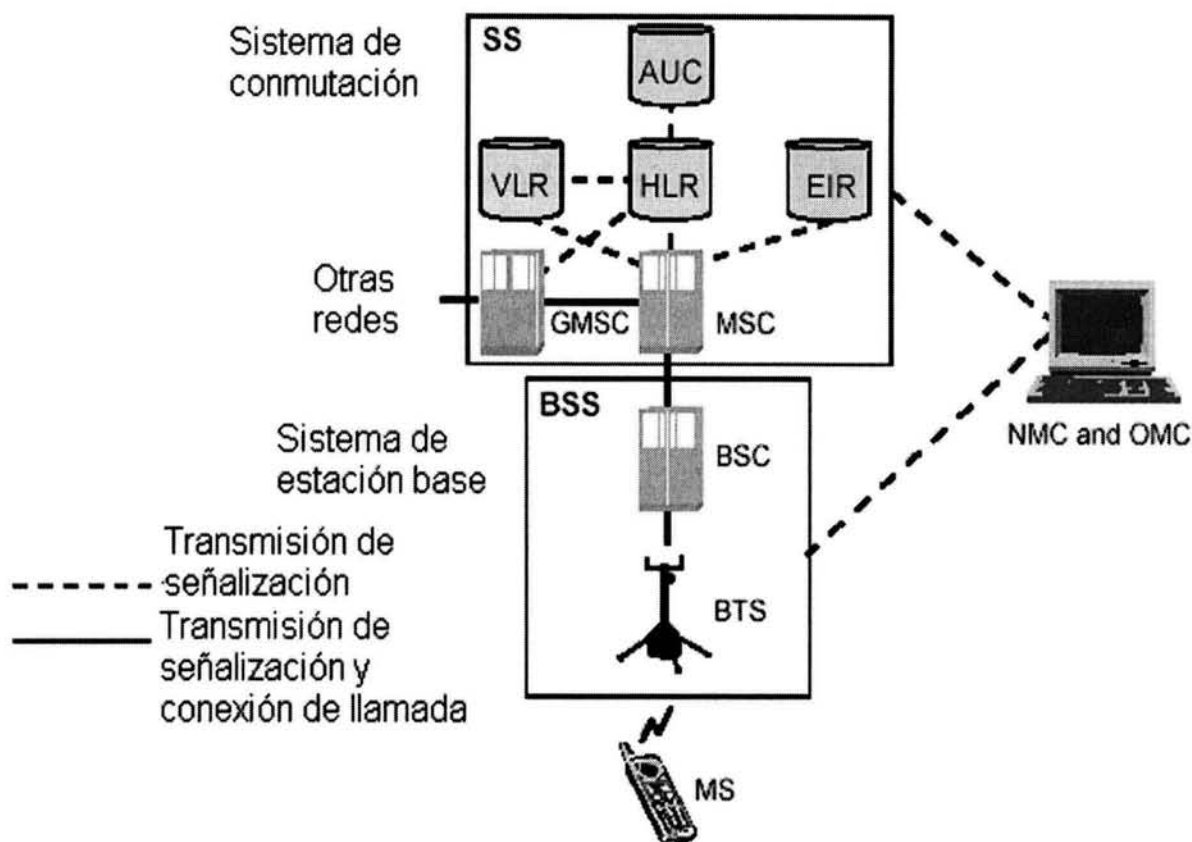 Sistema de
conmutación
SS
AUC
VLR
HLR
EIR
Otras
redes
GMSC
MSC
NMC and OMC
BSS
Sistema de
estación base
BSC
BTS
Transmisión de
señalización
Transmisión de
señalización y
conexión de llamada
MS